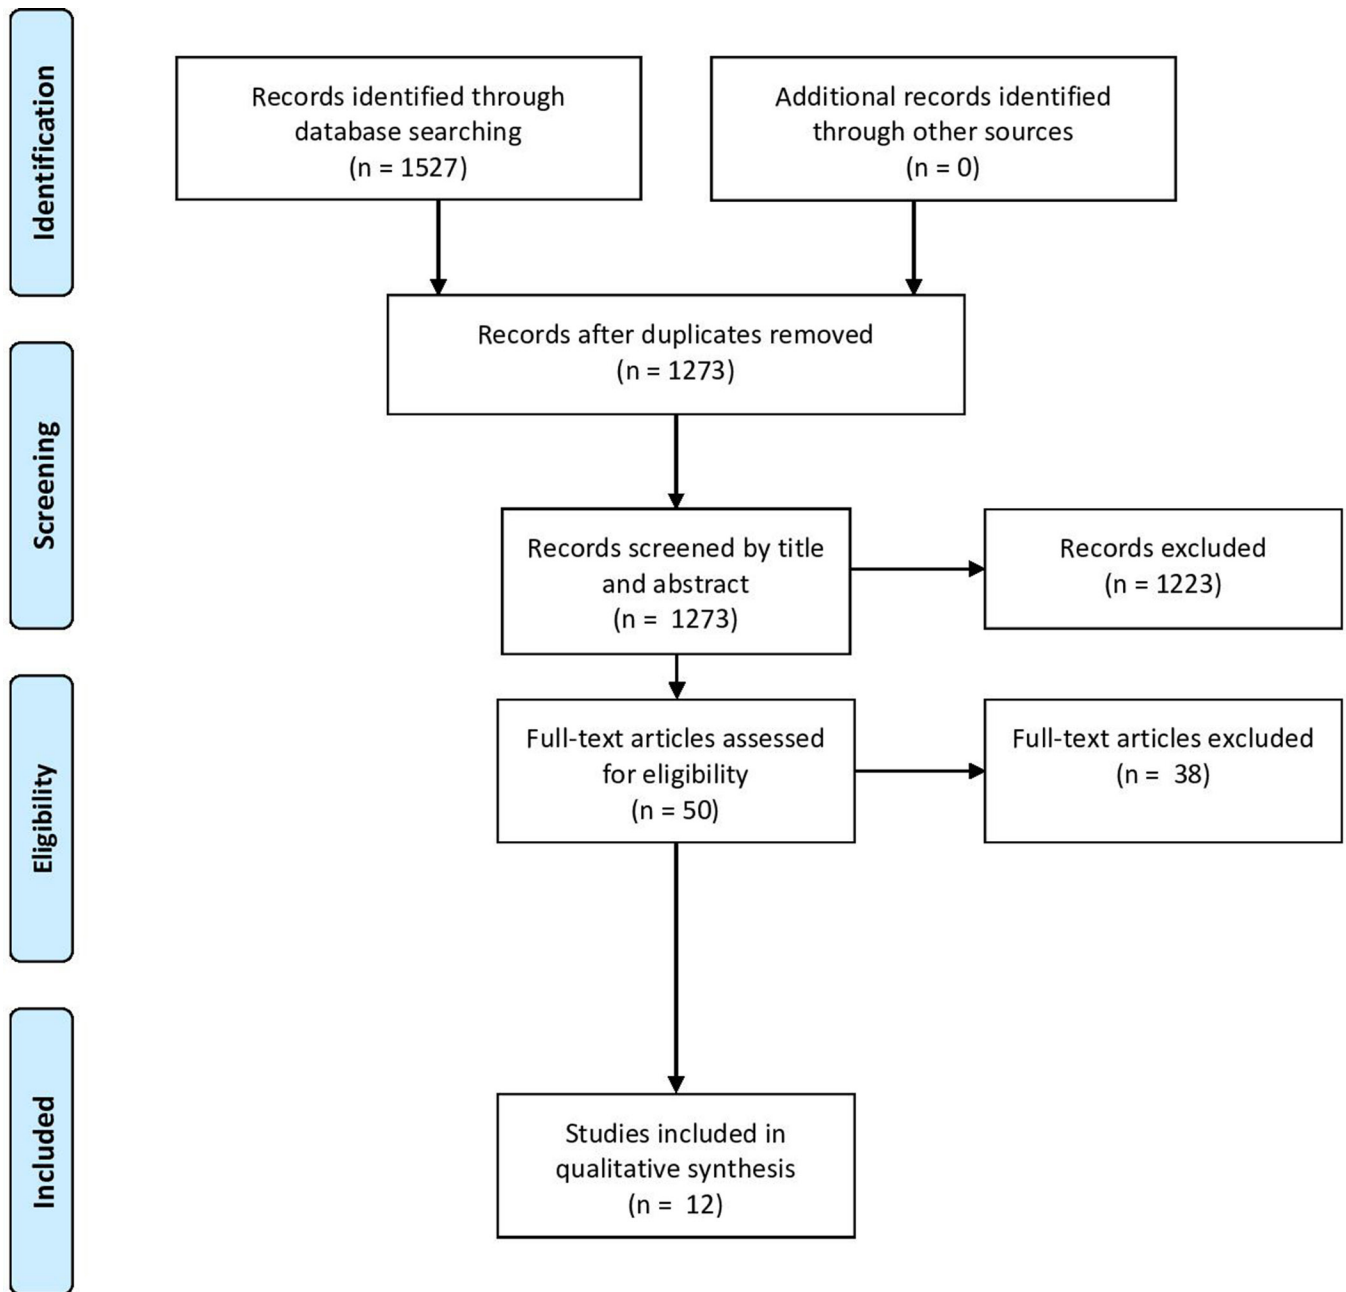 Identification
Records identified through
database searching
(n = 1527)
Additional records identified
through other sources
(n = 0)
Records after duplicates removed
(n = 1273)
Screening
Records screened by title
and abstract
(n =  1273)
Records excluded
(n = 1223)
Eligibility
Full-text articles assessed
for eligibility
(n = 50)
Full-text articles excluded
(n =  38)
Included
Studies included in
qualitative synthesis
(n =  12)